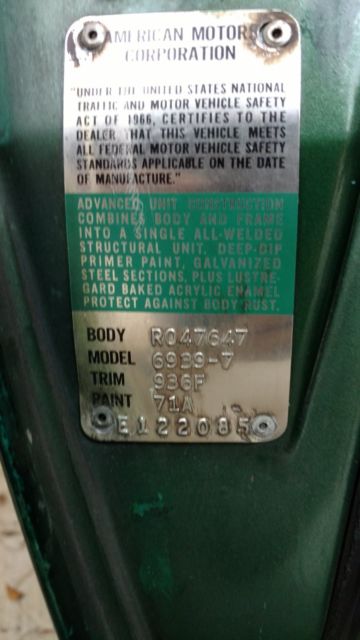 AMERICAN MOTORS
CORPORATION
"UNDER THE UNITED STATES NATIONAL
TRAFFIC AND MOTOR VEHICLE SAFETY
ACT OF 1966, CERTIFIES TO THE
DEALER THAT THIS VEHICLE MEETS
ALL FEDERAL MOTOR VEHICLE SAFETY
STANDARDS APPLICABLE ON THE DATE
OF MANUFACTURE."
ADVANCED UNIT CONSTRUCTION
COMBINES BODY AND FRAME
INTO A SINGLE ALL-WELDED
STRUCTURAL UNIT, DEEP-DIP
PRIMER PAINT, GALVANIZED
STEEL SECTIONS, PLUS LUSTRE-
GARD BAKED ACRYLIC ENAMEL
PROTECT AGAINST BODY RUST.
BODY R047647
MODEL 6939-7
TRIM 936F
PAINT 71A
E122085